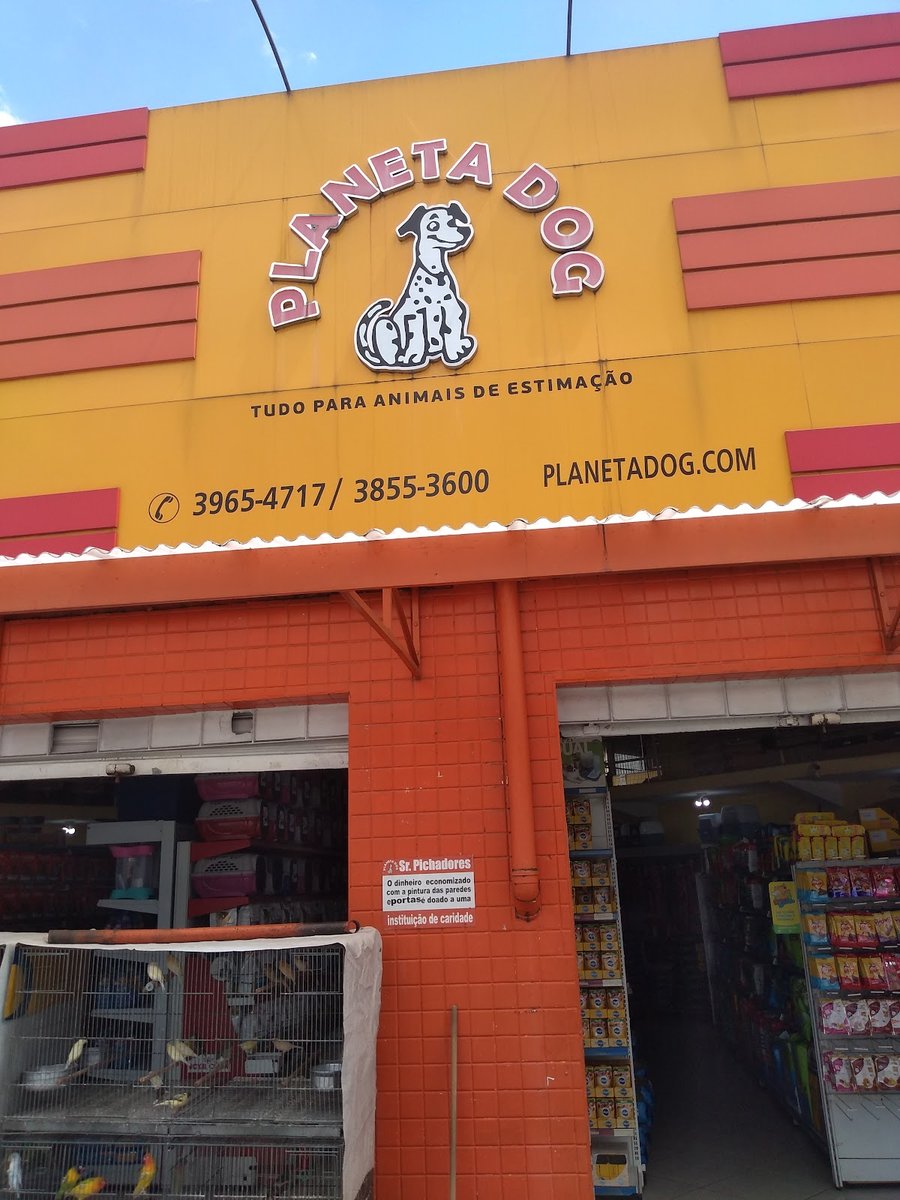 PLANETA DOG
TUDO PARA ANIMAIS DE ESTIMAÇÃO
3965-4717 / 3855-3600
PLANETADOG.COM
Sr. Pichadores
O dinheiro economizado
com a pintura das paredes
e portas é doado a uma
instituição de caridade